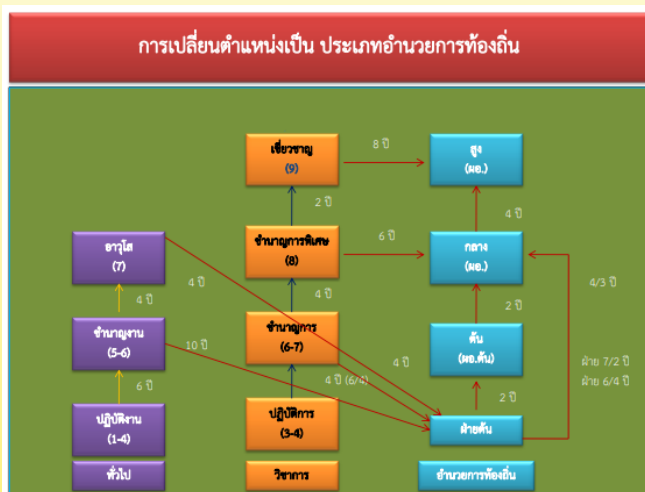 การเปลี่ยนตำแหน่งเป็น ประเภทอำนวยการท้องถิ่น
เชี่ยวชาญ
(9)
8 ปี
สูง
(ผอ.)
2 ปี
4 ปี
อาวุโส
(7)
ชำนาญการพิเศษ
(8)
6 ปี
กลาง
(ผอ.)
4 ปี
4 ปี
4 ปี
2 ปี
4/3 ปี
ชำนาญงาน
(5-6)
10 ปี
ชำนาญการ
(6-7)
4 ปี
ต้น
(ผอ.ต้น)
ฝ่าย 7/2 ปี
ฝ่าย 6/4 ปี
6 ปี
4 ปี (6/4)
2 ปี
ปฏิบัติงาน
(1-4)
ปฏิบัติการ
(3-4)
ฝ่ายต้น
ทั่วไป
วิชาการ
อำนวยการท้องถิ่น